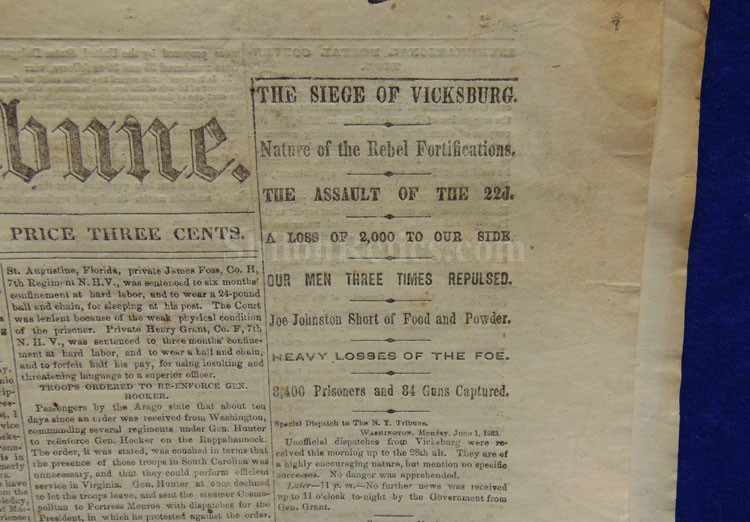 bune.
PRICE THREE CENTS.
St. Augustine, Florida, private James Foss, Co. H,
7th Regiment N. H. V., was sentenced to six months'
confinement at hard labor, and to wear a 24-pound
ball and chain, for sleeping at his post. The Court
was lenient because of the weak physical condition
of the prisoner. Private Henry Grant, Co. F, 7th
N. H. V., was sentenced to three months' confine-
ment at hard labor, and to wear a ball and chain,
and to forfeit half his pay, for using insulting and
threatening language to a superior officer.
TROOPS ORDERED TO RE-ENFORCE GEN.
HOOKER.
Passengers by the Arago state that about ten
days since an order was received from Washington,
commanding several regiments under Gen. Hunter
to reënforce Gen. Hooker on the Rappahannock.
The order, it was stated, was couched in terms that
the presence of those troops in South Carolina was
unnecessary, and that they could perform efficient
service in Virginia. Gen. Hunter at once declined
to let the troops leave, and sent the steamer Cosmo-
politan to Fortress Monroe with dispatches for the
President, in which he protested against the order.
THE SIEGE OF VICKSBURG.
Nature of the Rebel Fortifications.
THE ASSAULT OF THE 22d.
A LOSS OF 2,000 TO OUR SIDE
OUR MEN THREE TIMES REPULSED.
Joe Johnston Short of Food and Powder.
HEAVY LOSSES OF THE FOE.
8,400 Prisoners and 84 Guns Captured.
Special Dispatch to The N. Y. Tribune.
WASHINGTON, Monday, June 1, 1863.
Unofficial dispatches from Vicksburg were re-
ceived this morning up to the 28th ult. They are of
a highly encouraging nature, but mention no specific
successes. No danger was apprehended.
Later—11 p. m.—No further news was received
up to 11 o'clock to-night by the Government from
Gen. Grant.